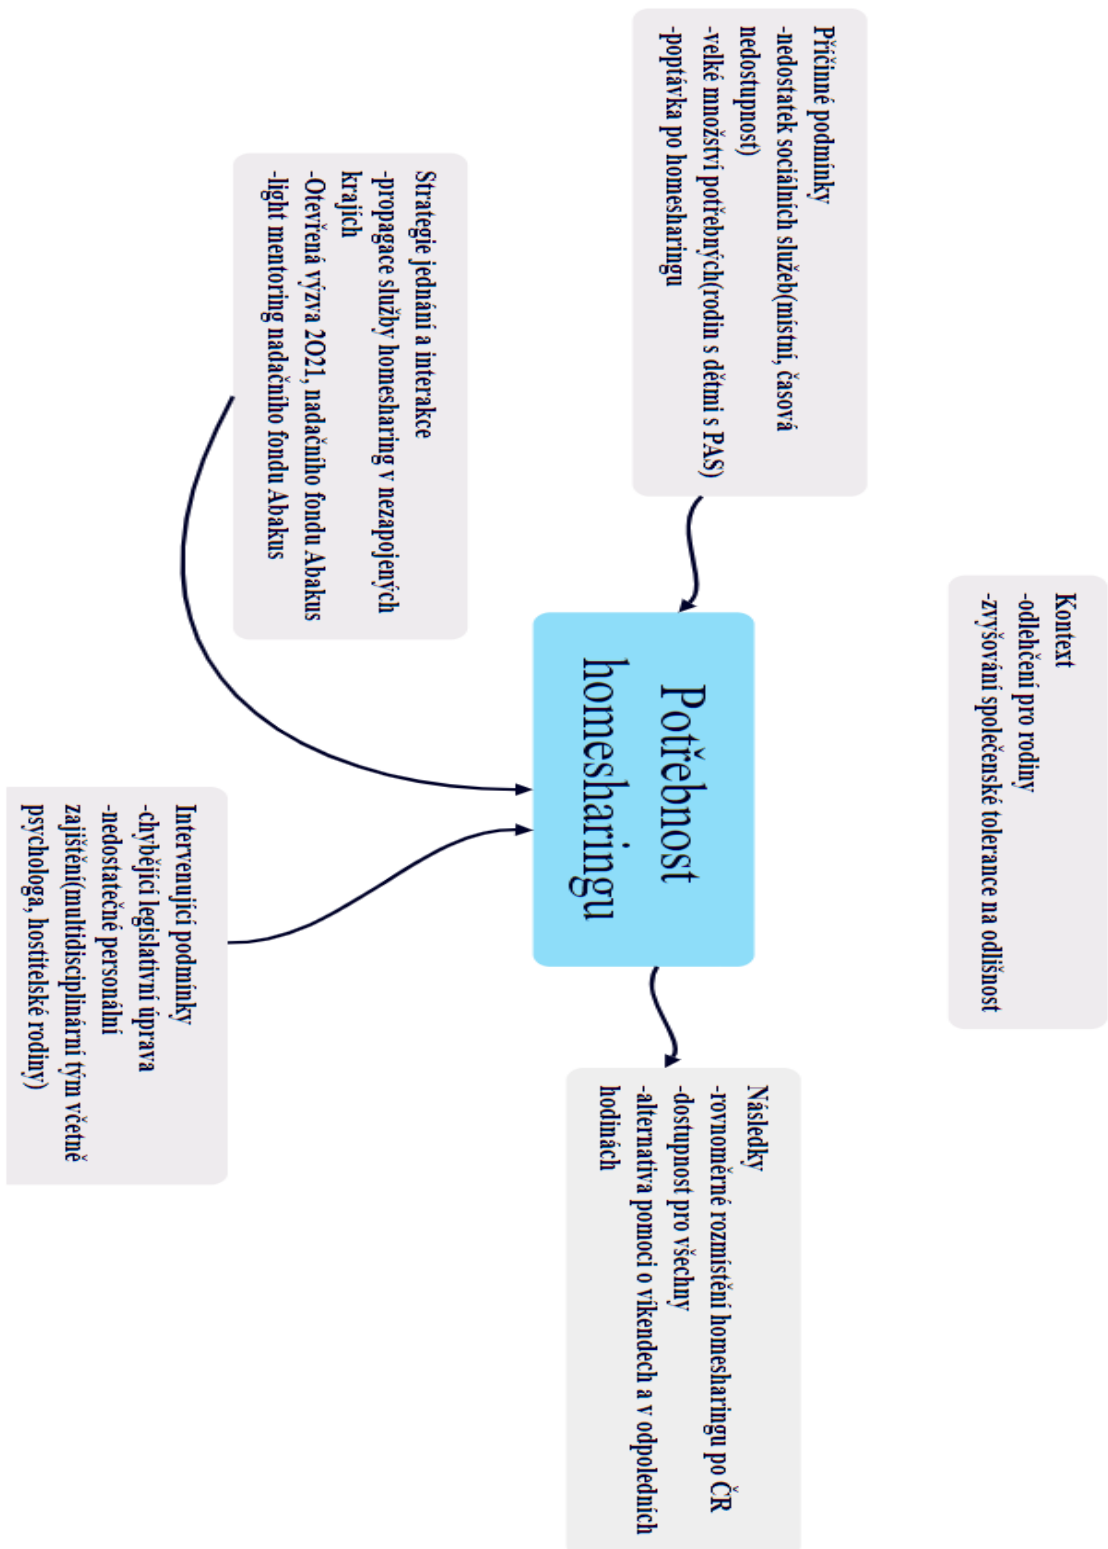 Kontext
-odlehčení pro rodiny
-zvyšování společenské tolerance na odlišnost
Příčinné podmínky
-nedostatek sociálních služeb(místní, časová
nedostupnost)
-velké množství potřebných(rodin s dětmi s PAS)
-poptávka po homesharingu
Potřebnost
homesharingu
Následky
-rovnoměrné rozmístění homesharingu po ČR
-dostupnost pro všechny
-alternativa pomoci o víkendech a v odpoledních
hodinách
Strategie jednání a interakce
-propagace služby homesharing v nezapojených
krajích
-Otevřená výzva 2021, nadačního fondu Abakus
-light mentoring nadačního fondu Abakus
Intervenující podmínky
-chybějící legislativní úprava
-nedostatečné personální
zajištění(multidisciplinární tým včetně
psychologa, hostitelské rodiny)